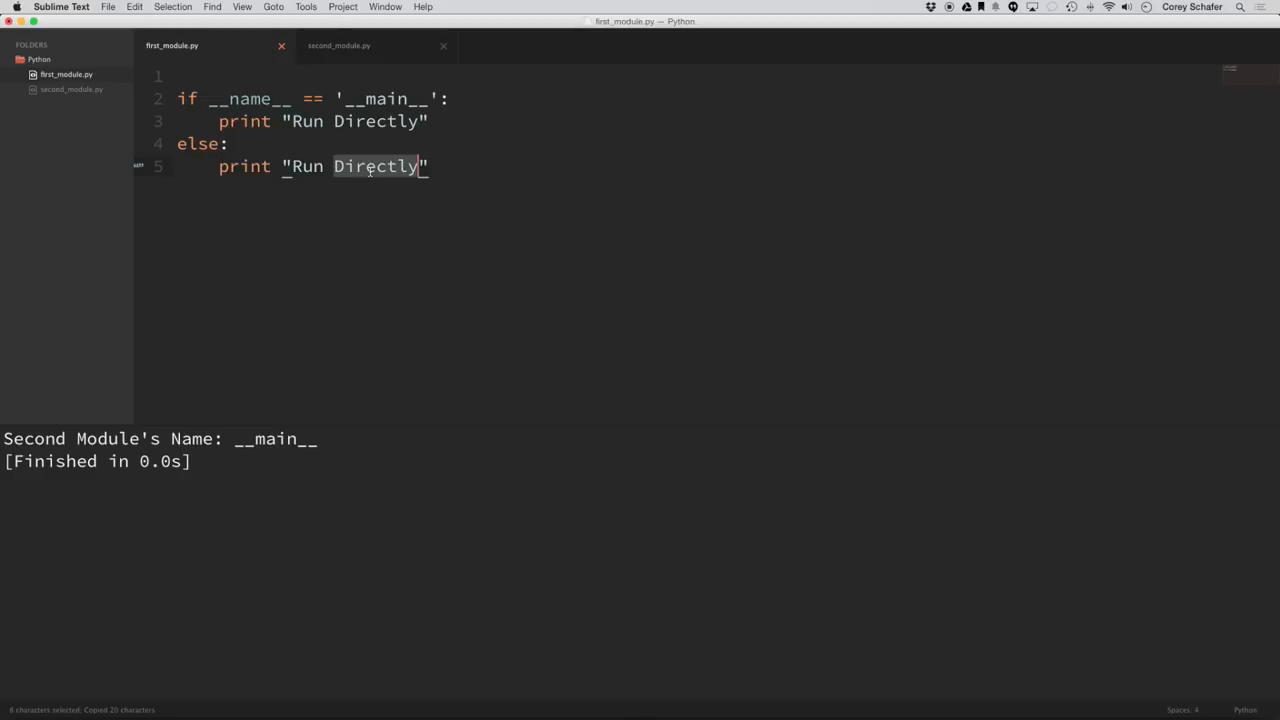 Sublime Text File Edit Selection Find View Goto Tools Project Window Help Corey Schafer
first_module.py — Python
FOLDERS
Python
first_module.py
second_module.py
first_module.py second_module.py
1
2 if __name__ == '__main__':
3 print "Run Directly"
4 else:
5 print "Run Directly"
Second Module's Name: __main__
[Finished in 0.0s]
8 characters selected, Copied 20 characters Spaces: 4 Python